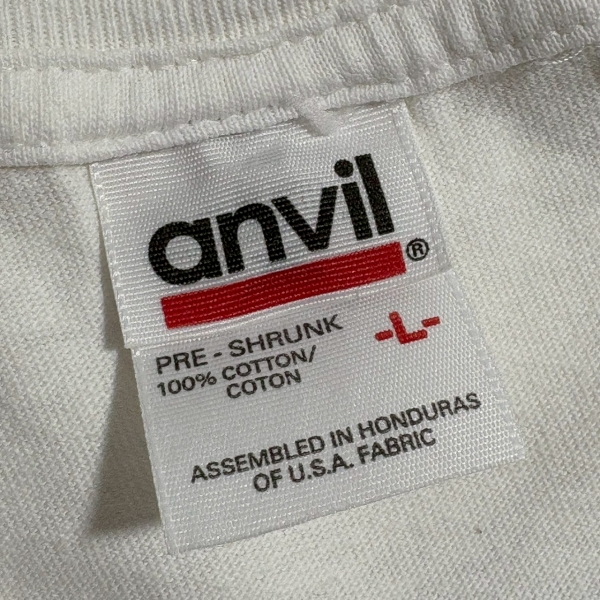 anvil®
-L-
PRE - SHRUNK
100% COTTON/
COTON
ASSEMBLED IN HONDURAS
OF U.S.A. FABRIC